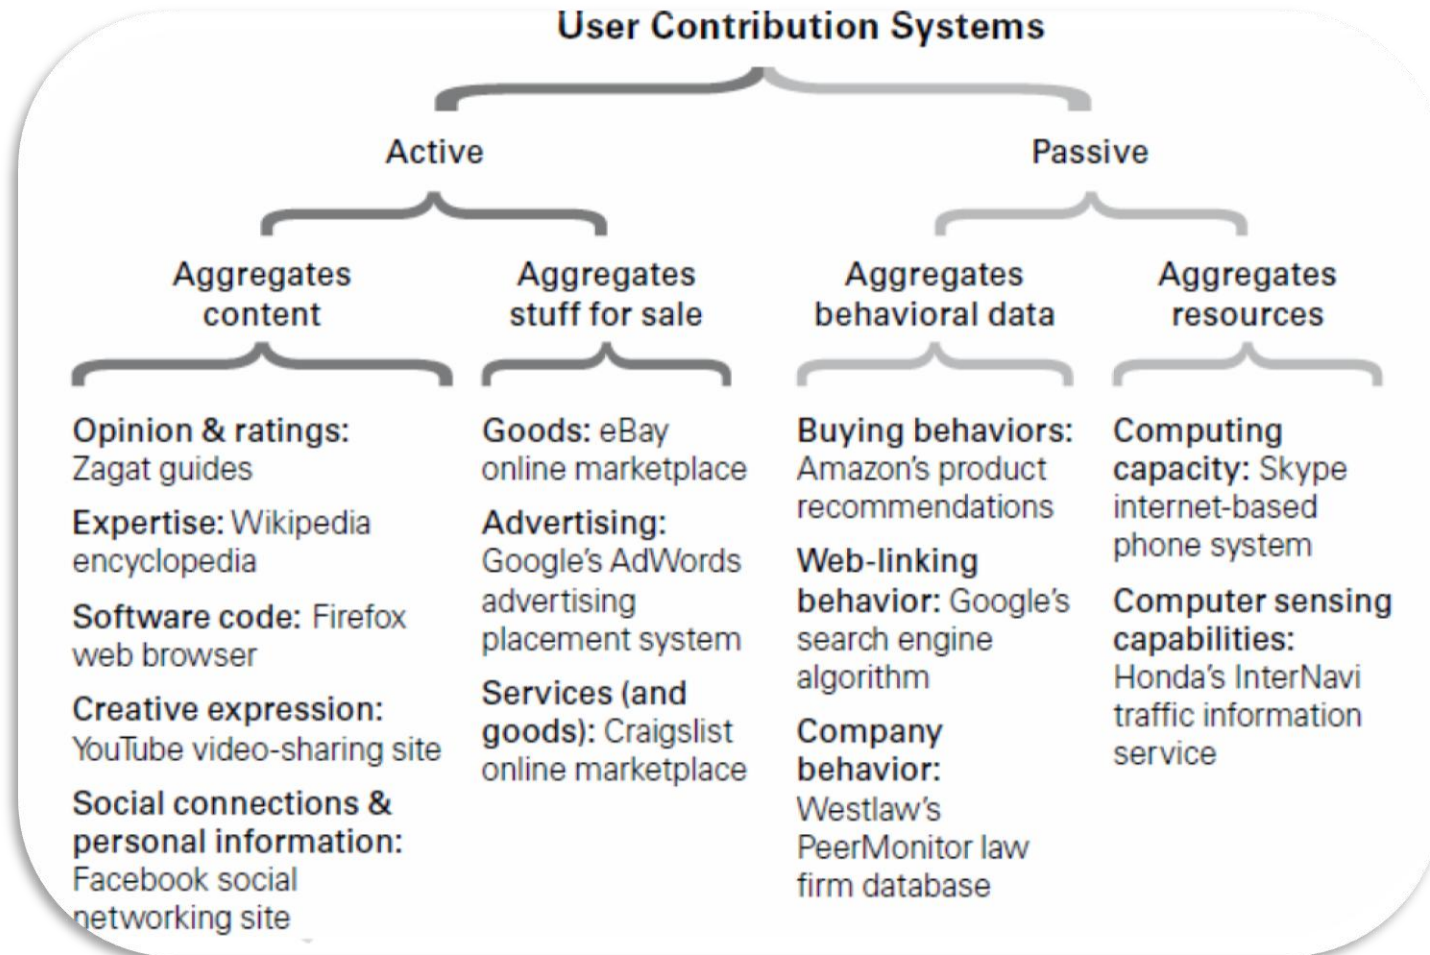 User Contribution Systems
Active
Passive
Aggregates
content
Aggregates
stuff for sale
Aggregates
behavioral data
Aggregates
resources
Opinion & ratings:
Zagat guides
Expertise: Wikipedia
encyclopedia
Software code: Firefox
web browser
Creative expression:
YouTube video-sharing site
Social connections &
personal information:
Facebook social
networking site
Goods: eBay
online marketplace
Advertising:
Google's AdWords
advertising
placement system
Services (and
goods): Craigslist
online marketplace
Buying behaviors:
Amazon's product
recommendations
Web-linking
behavior: Google's
search engine
algorithm
Company
behavior:
Westlaw's
PeerMonitor law
firm database
Computing
capacity: Skype
internet-based
phone system
Computer sensing
capabilities:
Honda's InterNavi
traffic information
service